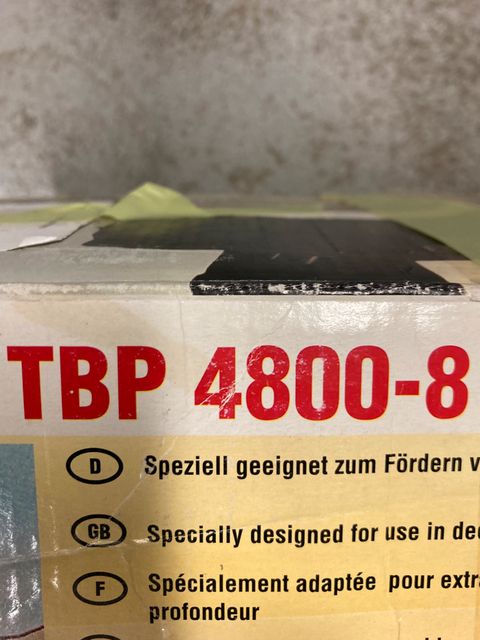 TBP 4800-8
D Speziell geeignet zum Fördern
GB Specially designed for use in
F Spécialement adaptée pour
profondeur